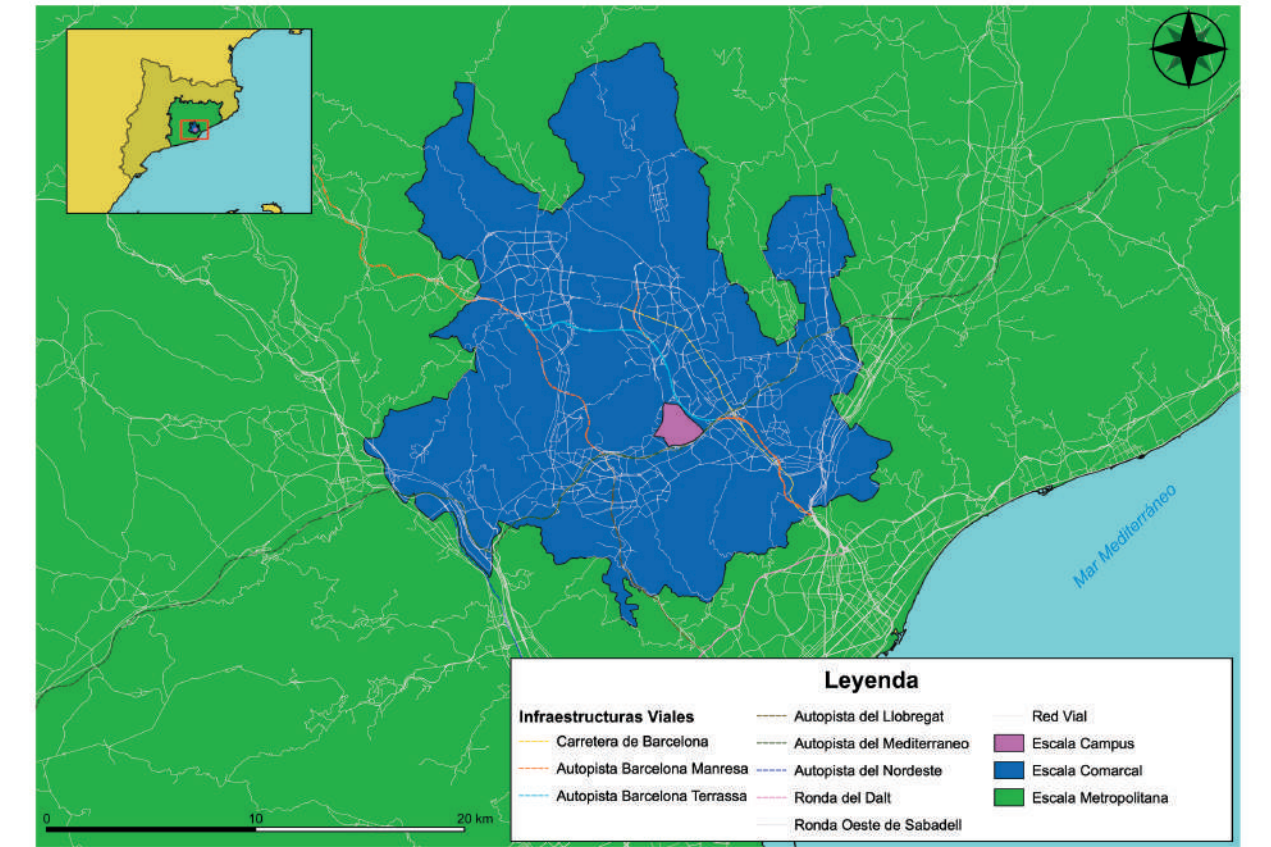 Mar Mediterráneo
Leyenda
Infraestructuras Viales
Carretera de Barcelona
Autopista Barcelona Manresa
Autopista Barcelona Terrassa
Autopista del Llobregat
Autopista del Mediterraneo
Autopista del Nordeste
Ronda del Dalt
Ronda Oeste de Sabadell
Red Vial
Escala Campus
Escala Comarcal
Escala Metropolitana
0 10 20 km